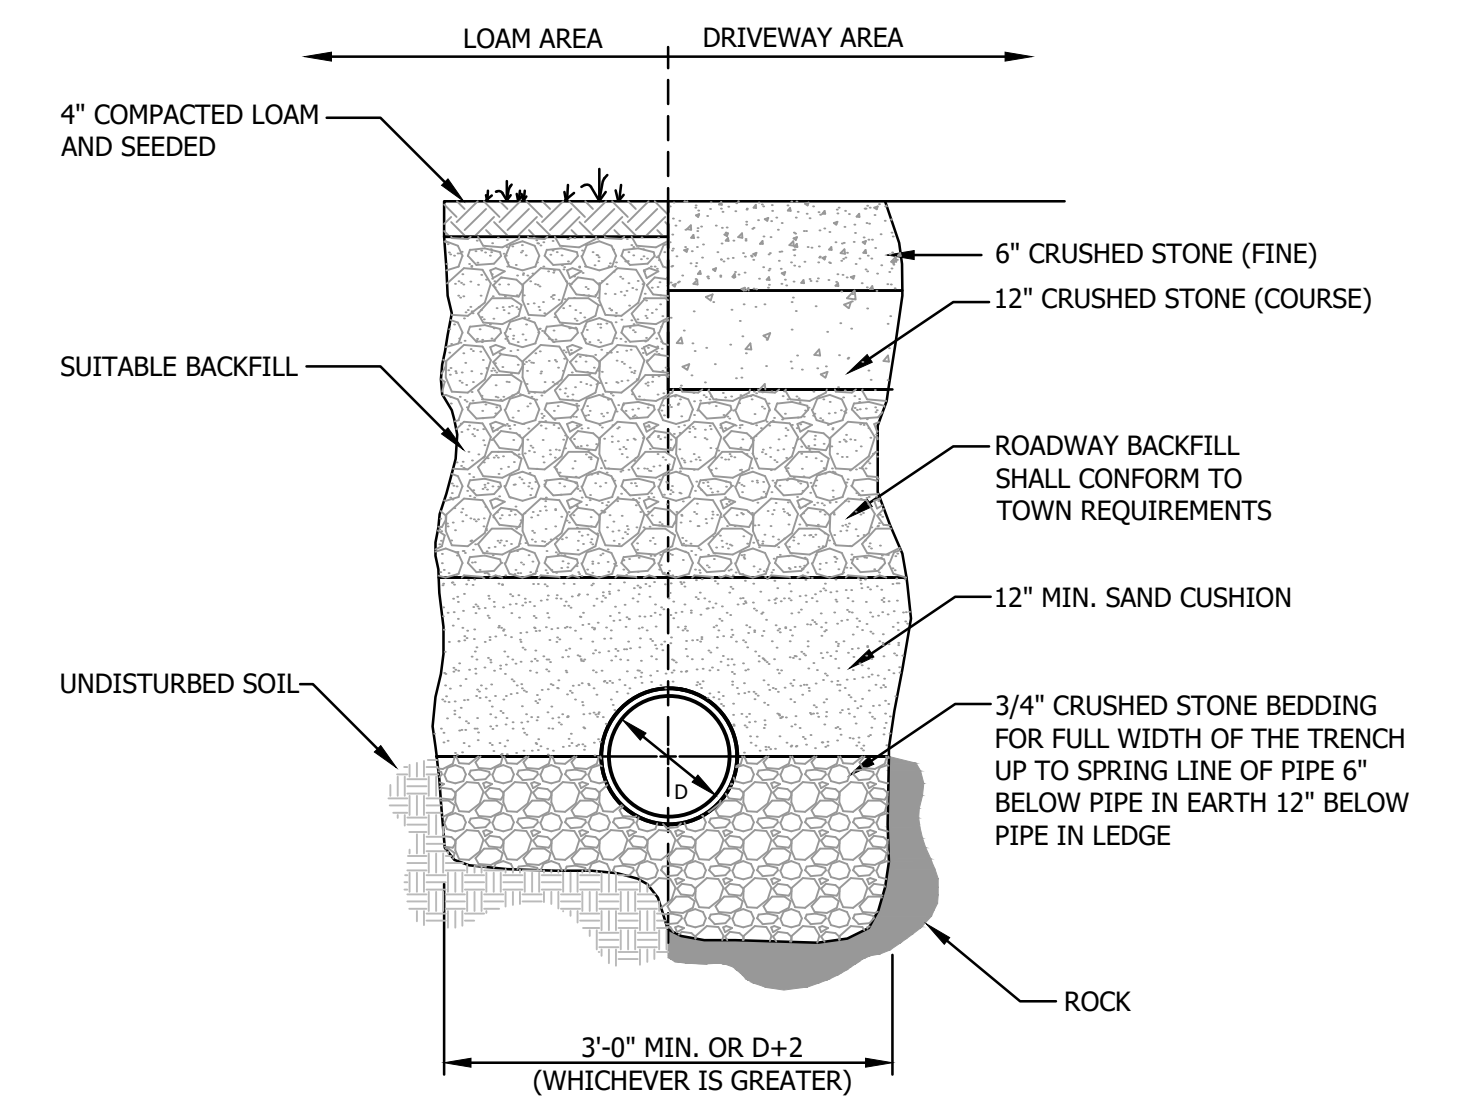 LOAM AREA
DRIVEWAY AREA
4" COMPACTED LOAM
AND SEEDED
6" CRUSHED STONE (FINE)
12" CRUSHED STONE (COURSE)
SUITABLE BACKFILL
ROADWAY BACKFILL
SHALL CONFORM TO
TOWN REQUIREMENTS
12" MIN. SAND CUSHION
UNDISTURBED SOIL
3/4" CRUSHED STONE BEDDING
FOR FULL WIDTH OF THE TRENCH
UP TO SPRING LINE OF PIPE 6"
BELOW PIPE IN EARTH 12" BELOW
PIPE IN LEDGE
D
ROCK
3'-0" MIN. OR D+2
(WHICHEVER IS GREATER)